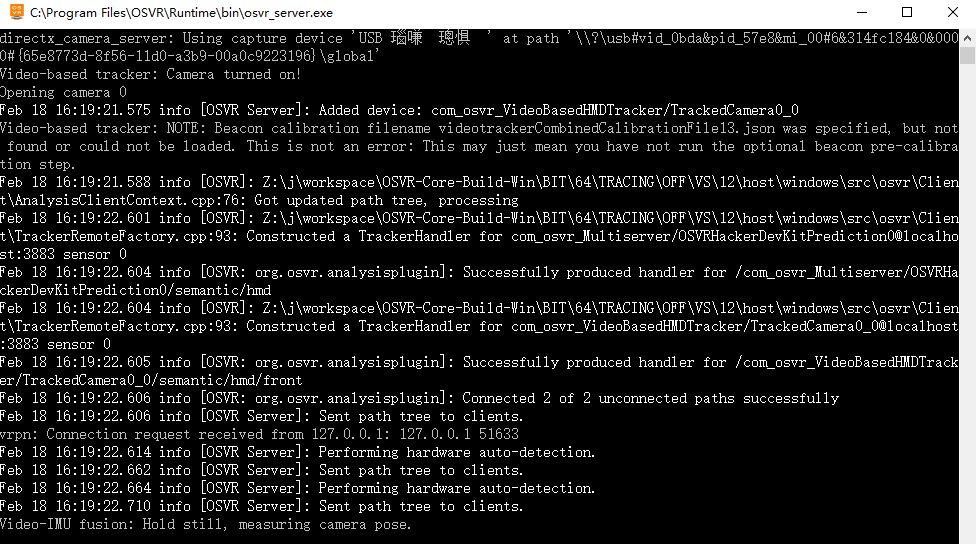 C:\Program Files\OSVR\Runtime\bin\osvr_server.exe
directx_camera_server: Using capture device 'USB 瑙嗛  璁惧  ' at path '\\?\usb#vid_0bda&pid_57e8&mi_00#6&314fc184&0&000
0#{65e8773d-8f56-11d0-a3b9-00a0c9223196}\global'
Video-based tracker: Camera turned on!
Opening camera 0
Feb 18 16:19:21.575 info [OSVR Server]: Added device: com_osvr_VideoBasedHMDTracker/TrackedCamera0_0
Video-based tracker: NOTE: Beacon calibration filename videotrackerCombinedCalibrationFile13.json was specified, but not
 found or could not be loaded. This is not an error: This may just mean you have not run the optional beacon pre-calibra
tion step.
Feb 18 16:19:21.588 info [OSVR]: Z:\j\workspace\OSVR-Core-Build-Win\BIT\64\TRACING\OFF\VS\12\host\windows\src\osvr\Clien
t\AnalysisClientContext.cpp:76: Got updated path tree, processing
Feb 18 16:19:22.601 info [OSVR]: Z:\j\workspace\OSVR-Core-Build-Win\BIT\64\TRACING\OFF\VS\12\host\windows\src\osvr\Clien
t\TrackerRemoteFactory.cpp:93: Constructed a TrackerHandler for com_osvr_Multiserver/OSVRHackerDevKitPrediction0@localho
st:3883 sensor 0
Feb 18 16:19:22.604 info [OSVR: org.osvr.analysisplugin]: Successfully produced handler for /com_osvr_Multiserver/OSVRHa
ckerDevKitPrediction0/semantic/hmd
Feb 18 16:19:22.604 info [OSVR]: Z:\j\workspace\OSVR-Core-Build-Win\BIT\64\TRACING\OFF\VS\12\host\windows\src\osvr\Clien
t\TrackerRemoteFactory.cpp:93: Constructed a TrackerHandler for com_osvr_VideoBasedHMDTracker/TrackedCamera0_0@localhost
:3883 sensor 0
Feb 18 16:19:22.605 info [OSVR: org.osvr.analysisplugin]: Successfully produced handler for /com_osvr_VideoBasedHMDTrack
er/TrackedCamera0_0/semantic/hmd/front
Feb 18 16:19:22.606 info [OSVR: org.osvr.analysisplugin]: Connected 2 of 2 unconnected paths successfully
Feb 18 16:19:22.606 info [OSVR Server]: Sent path tree to clients.
vrpn: Connection request received from 127.0.0.1: 127.0.0.1 51633
Feb 18 16:19:22.614 info [OSVR Server]: Performing hardware auto-detection.
Feb 18 16:19:22.662 info [OSVR Server]: Sent path tree to clients.
Feb 18 16:19:22.664 info [OSVR Server]: Performing hardware auto-detection.
Feb 18 16:19:22.710 info [OSVR Server]: Sent path tree to clients.
Video-IMU fusion: Hold still, measuring camera pose.